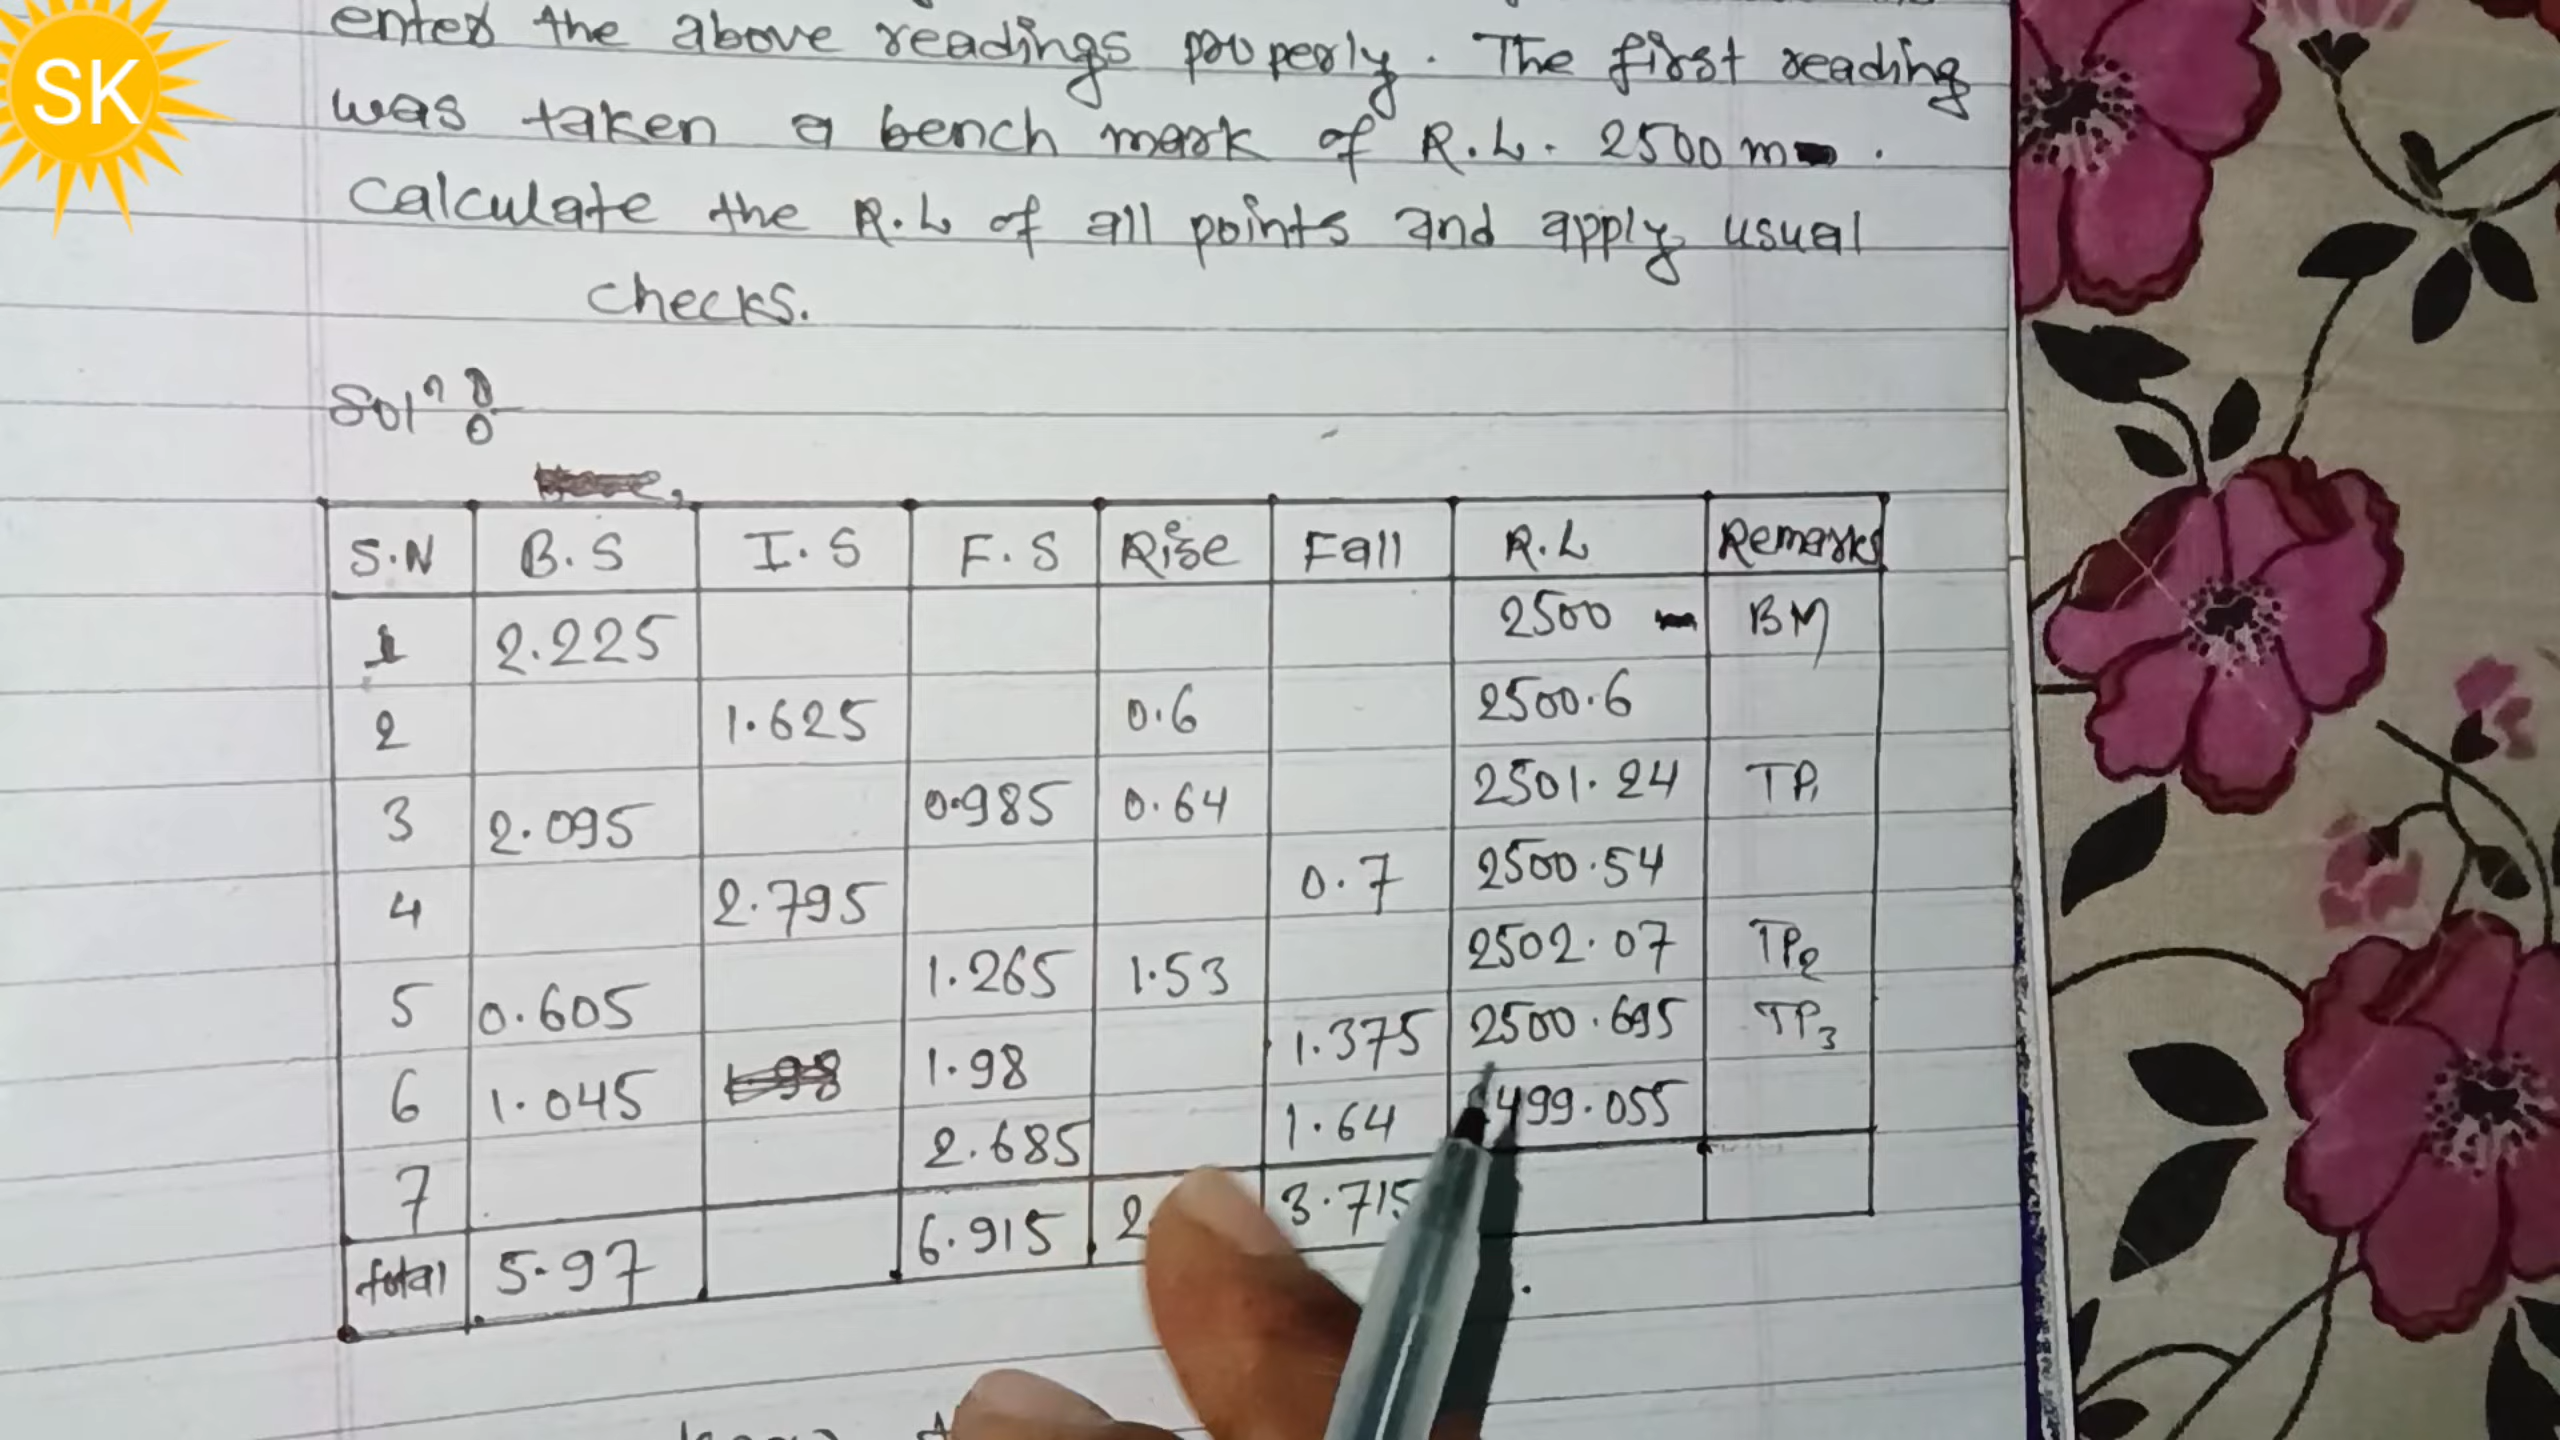 SK
enter the above readings properly. The first reading
was taken a bench mark of R.L. 2500 m
Calculate the R.L of all points and apply usual
checks.
Solⁿ:
S.N B.S I.S F.S Rise Fall R.L Remarks
1 2.225 2500 BM
2 1.625 0.6 2500.6
3 2.095 0.985 0.64 2501.24 TP1
4 2.795 0.7 2500.54
5 0.605 1.265 1.53 2502.07 TP2
6 1.045 1.98 1.375 2500.695 TP3
7 2.685 1.64 499.055
total 5.97 6.915 2 3.715